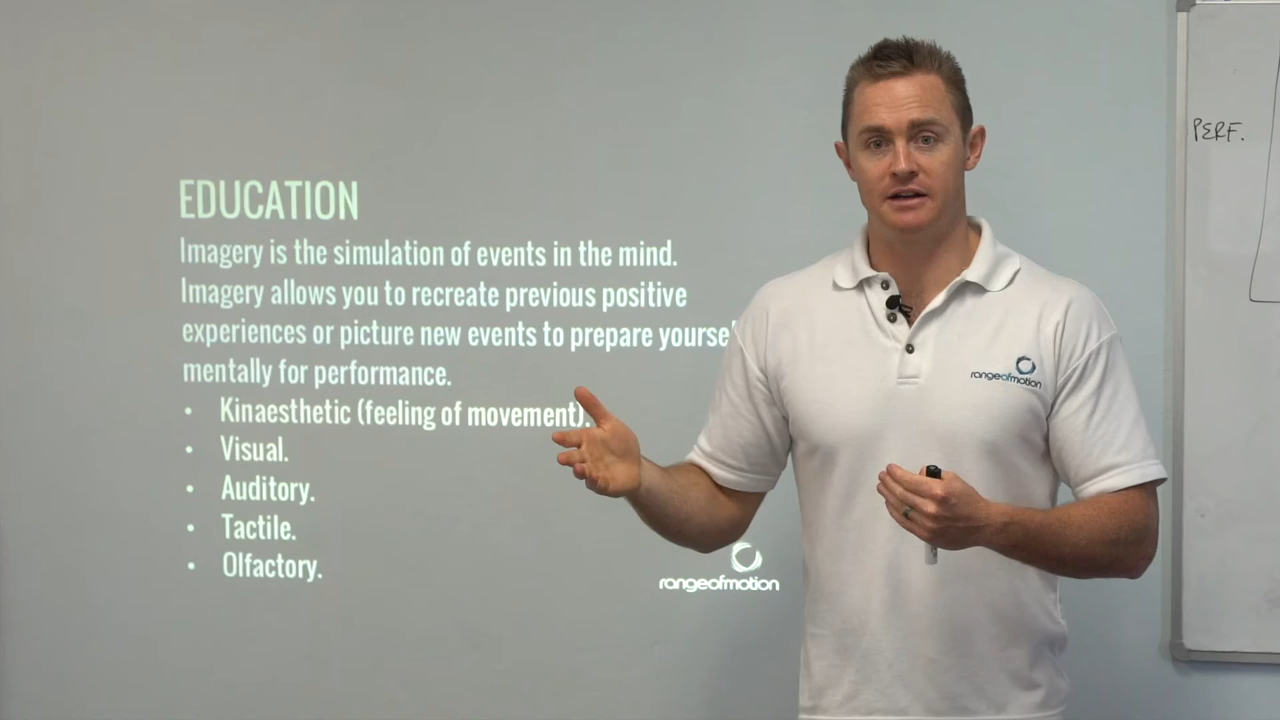 EDUCATION
Imagery is the simulation of events in the mind.
Imagery allows you to recreate previous positive
experiences or picture new events to prepare yoursel
mentally for performance.
• Kinaesthetic (feeling of movement).
• Visual.
• Auditory.
• Tactile.
• Olfactory.
rangeofmotion
rangeofmotion
PERF.